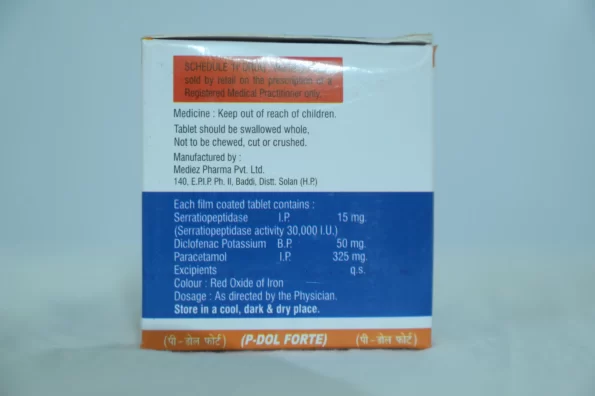 SCHEDULE 'H' DRUG
sold by retail on the prescription of a
Registered Medical Practitioner only.
Medicine : Keep out of reach of children.
Tablet should be swallowed whole,
Not to be chewed, cut or crushed.
Manufactured by :
Mediez Pharma Pvt. Ltd.
140, E.P.I.P. Ph. II, Baddi, Distt. Solan (H.P.)
Each film coated tablet contains :
Serratiopeptidase I.P. 15 mg.
(Serratiopeptidase activity 30,000 I.U.)
Diclofenac Potassium B.P. 50 mg.
Paracetamol I.P. 325 mg.
Excipients q.s.
Colour : Red Oxide of Iron
Dosage : As directed by the Physician.
Store in a cool, dark & dry place.
(पी - डोल फोर्ट) (P-DOL FORTE) (पी - डोल फोर्ट)